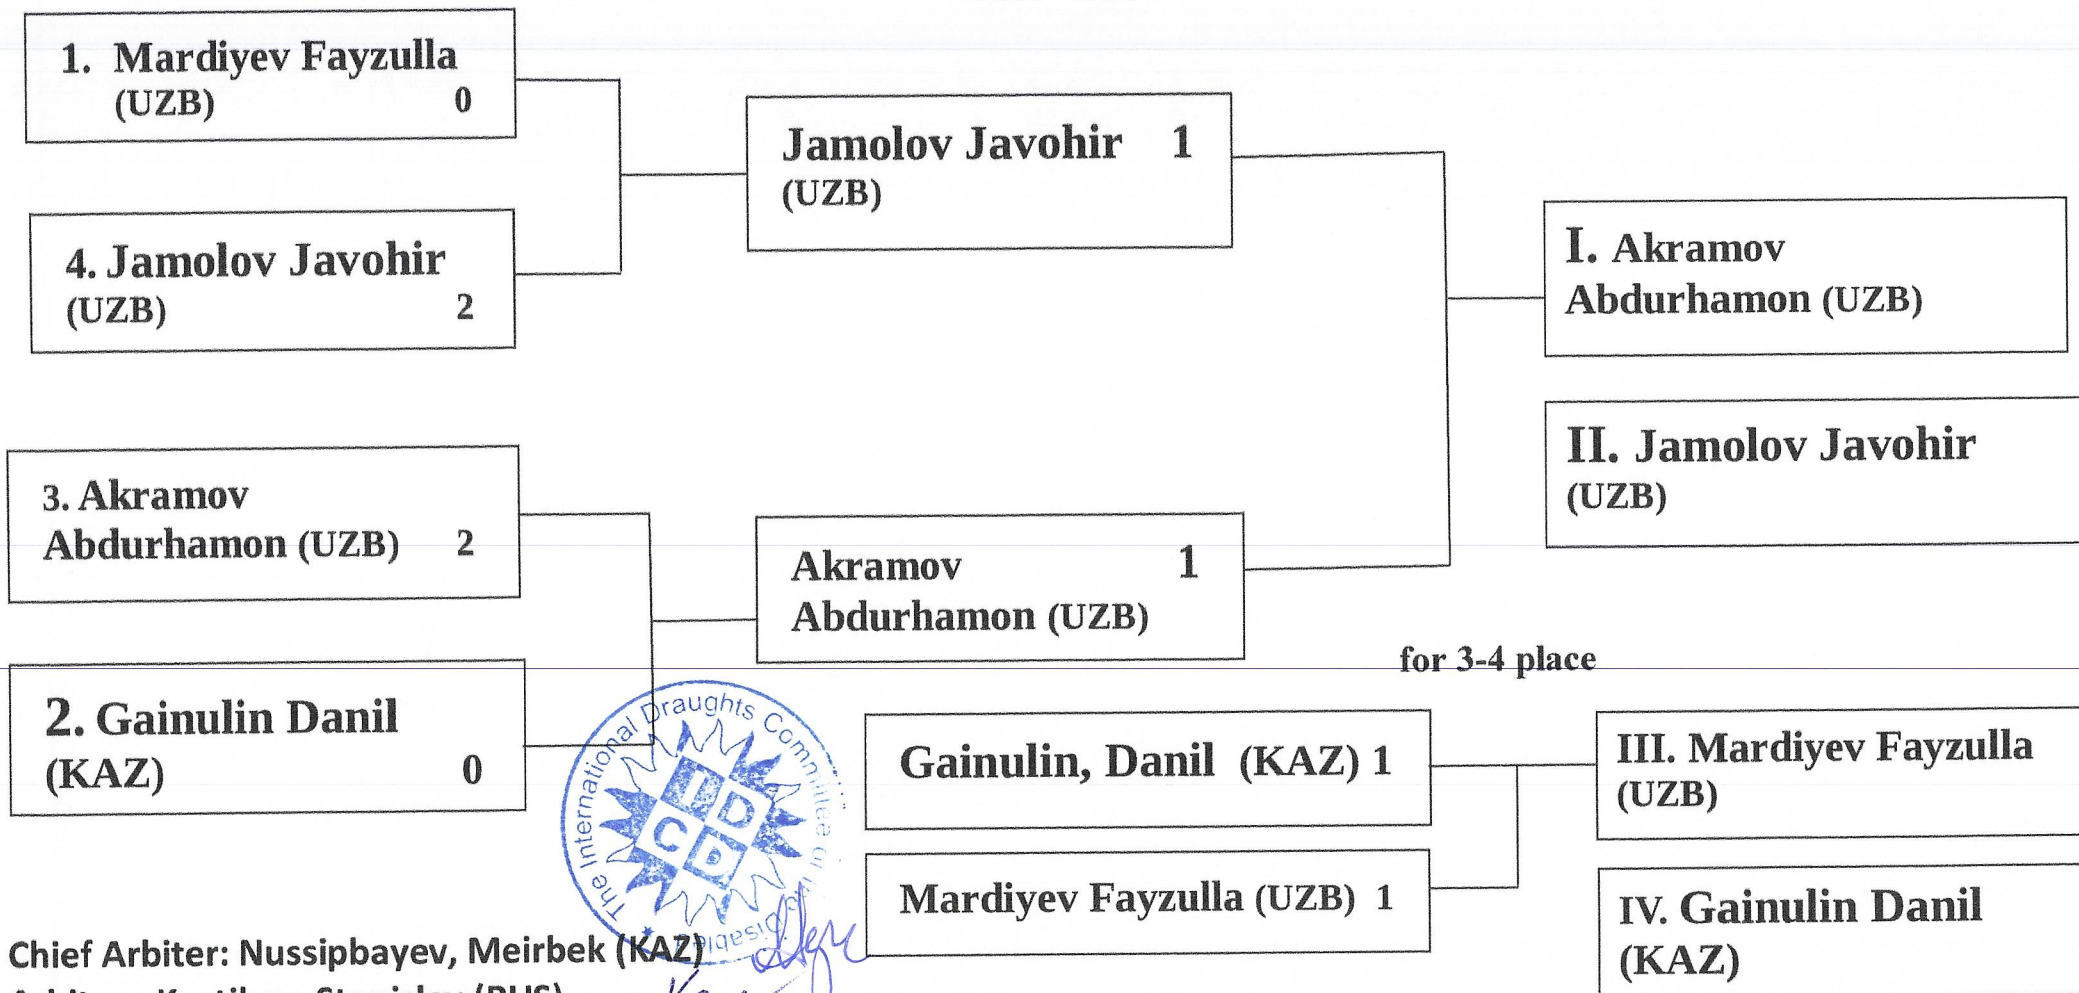 1. Mardiyev Fayzulla
(UZB) 0
4. Jamolov Javohir
(UZB) 2
Jamolov Javohir 1
(UZB)
I. Akramov
Abdurhamon (UZB)
II. Jamolov Javohir
(UZB)
3. Akramov
Abdurhamon (UZB) 2
2. Gainulin Danil
(KAZ) 0
Akramov 1
Abdurhamon (UZB)
for 3-4 place
Gainulin, Danil (KAZ) 1
Mardiyev Fayzulla (UZB) 1
III. Mardiyev Fayzulla
(UZB)
IV. Gainulin Danil
(KAZ)
The International Draughts Committee of the Disabled
I D
C D
Chief Arbiter: Nussipbayev, Meirbek (KAZ)